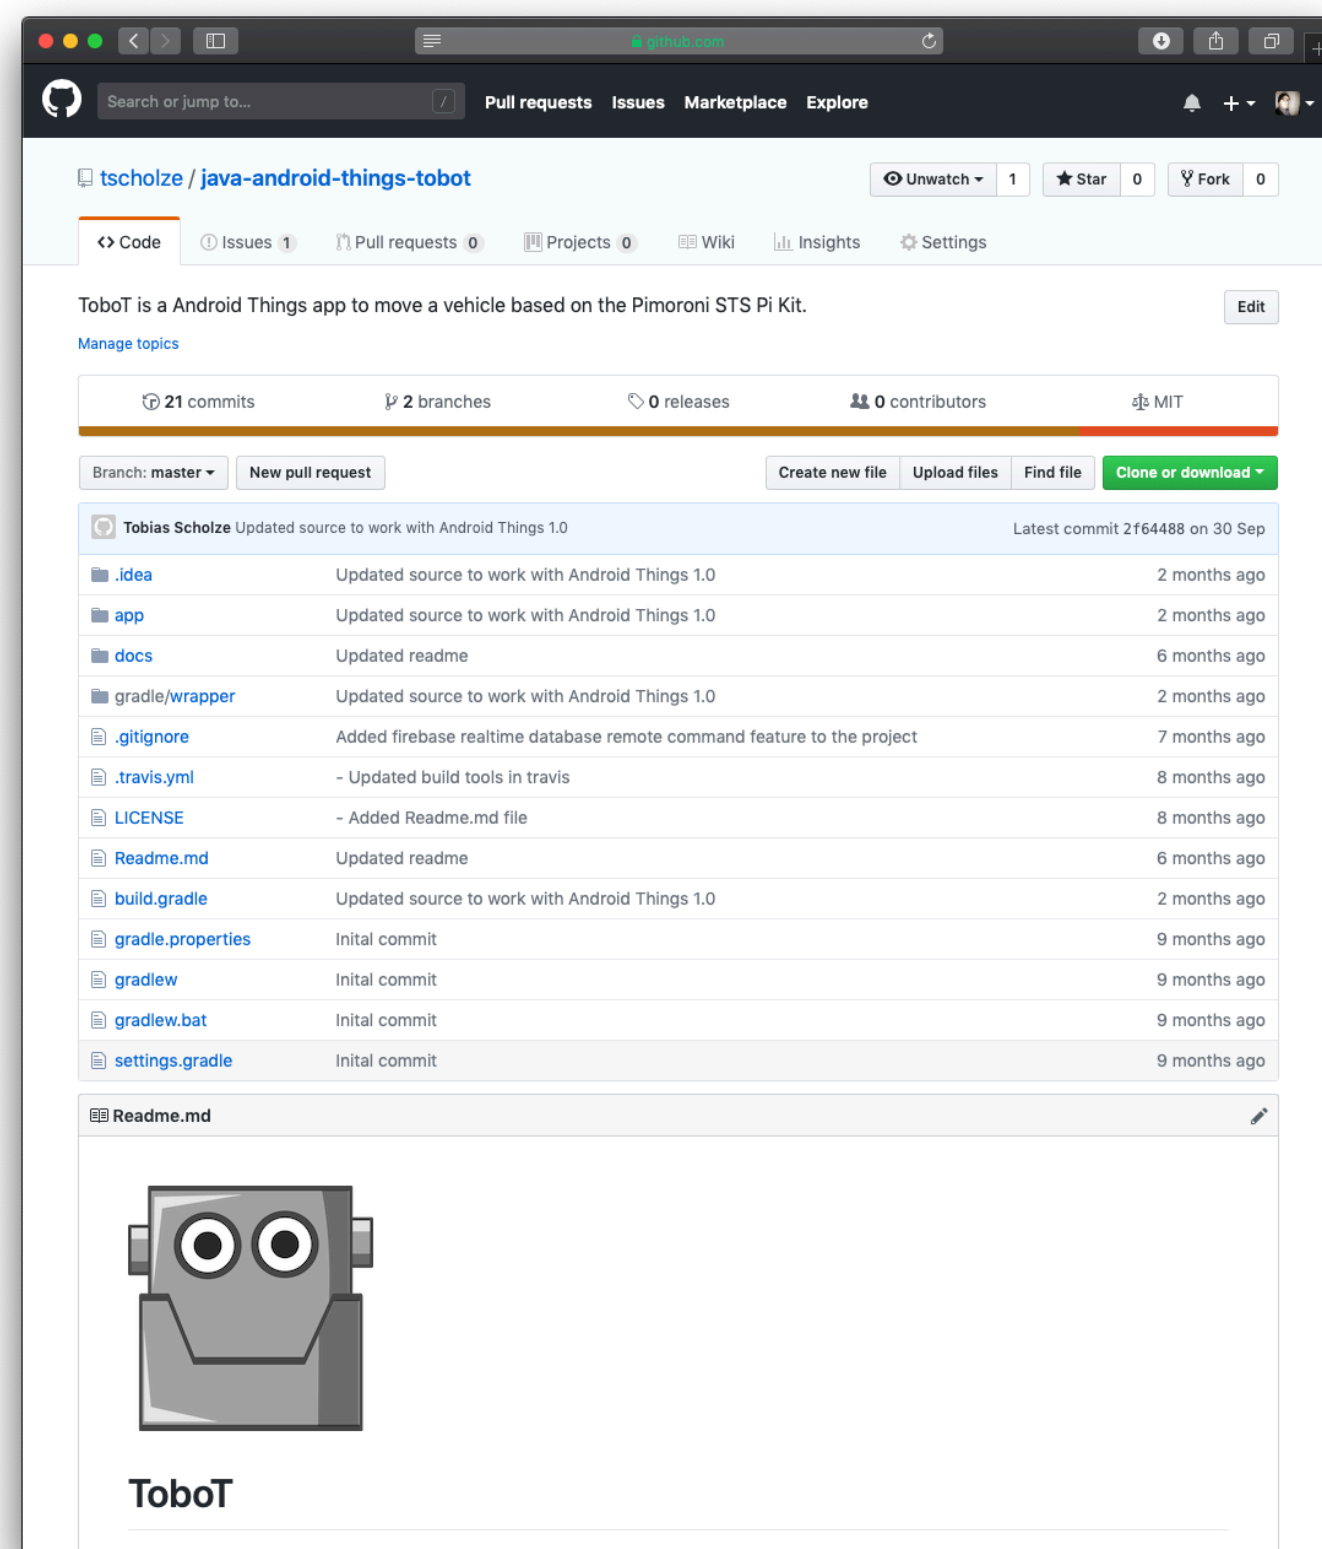 github.com
Search or jump to... / Pull requests Issues Marketplace Explore
tscholze / java-android-things-tobot Unwatch 1 Star 0 Fork 0
Code Issues 1 Pull requests 0 Projects 0 Wiki Insights Settings
ToboT is a Android Things app to move a vehicle based on the Pimoroni STS Pi Kit. Edit
Manage topics
21 commits 2 branches 0 releases 0 contributors MIT
Branch: master New pull request Create new file Upload files Find file Clone or download
Tobias Scholze Updated source to work with Android Things 1.0 Latest commit 2f64488 on 30 Sep
.idea Updated source to work with Android Things 1.0 2 months ago
app Updated source to work with Android Things 1.0 2 months ago
docs Updated readme 6 months ago
gradle/wrapper Updated source to work with Android Things 1.0 2 months ago
.gitignore Added firebase realtime database remote command feature to the project 7 months ago
.travis.yml - Updated build tools in travis 8 months ago
LICENSE - Added Readme.md file 8 months ago
Readme.md Updated readme 6 months ago
build.gradle Updated source to work with Android Things 1.0 2 months ago
gradle.properties Inital commit 9 months ago
gradlew Inital commit 9 months ago
gradlew.bat Inital commit 9 months ago
settings.gradle Inital commit 9 months ago
Readme.md
ToboT